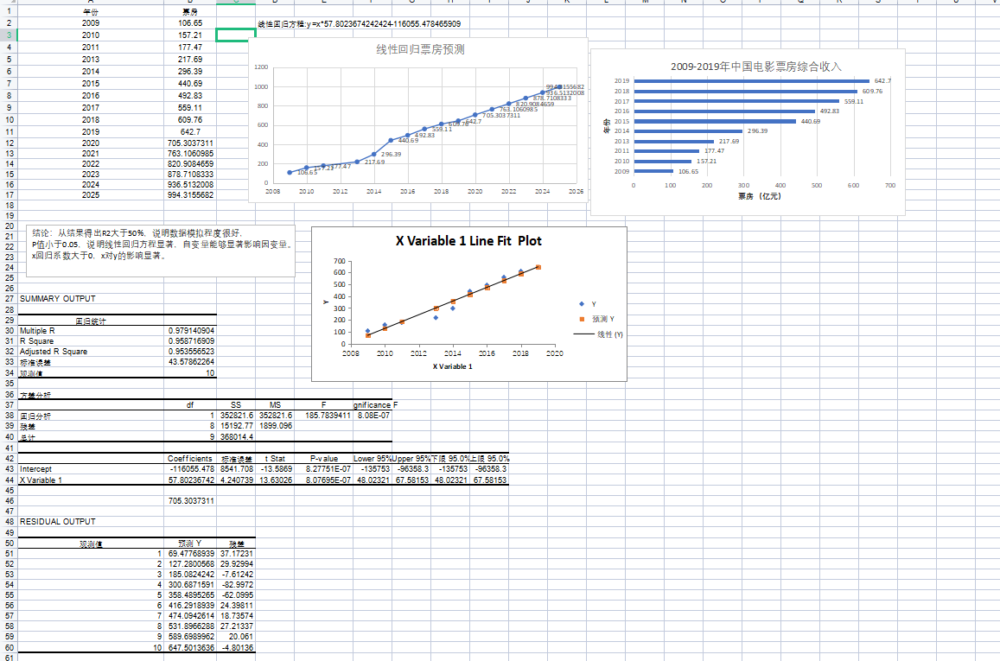 年份 票房
2009 106.65
2010 157.21
2011 177.47
2013 217.69
2014 296.39
2015 440.69
2016 492.83
2017 559.11
2018 609.76
2019 642.7
2020 705.3037311
2021 763.1060985
2022 820.9084659
2023 878.7108333
2024 936.5132008
2025 994.3155682
线性回归方程:y=x*57.8023674242424-116055.478465909
线性回归票房预测
1200
1000
800
600
400
200
0
2008 2010 2012 2014 2016 2018 2020 2022 2024 2026
106.65
157.21
177.47
217.69
296.39
440.69
492.83
559.11
609.76
642.7
705.3037311
763.1060985
820.9084659
878.7108333
936.5132008
994.3155682
2009-2019年中国电影票房综合收入
年份
2019 642.7
2018 609.76
2017 559.11
2016 492.83
2015 440.69
2014 296.39
2013 217.69
2011 177.47
2010 157.21
2009 106.65
0 100 200 300 400 500 600 700
票房（亿元）
结论：从结果得出R2大于50%，说明数据模拟程度很好，
P值小于0.05，说明线性回归方程显著，自变量能够显著影响因变量。
x回归系数大于0，x对y的影响显著。
X Variable 1 Line Fit Plot
Y
700
600
500
400
300
200
100
0
2008 2010 2012 2014 2016 2018 2020
X Variable 1
Y
预测 Y
线性 (Y)
SUMMARY OUTPUT
回归统计
Multiple R 0.979140904
R Square 0.958716909
Adjusted R Square 0.953556523
标准误差 43.57862264
观测值 10
方差分析
df SS MS F gnificance F
回归分析 1 352821.6 352821.6 185.7839411 8.08E-07
残差 8 15192.77 1899.096
总计 9 368014.4
Coefficients 标准误差 t Stat P-value Lower 95% Upper 95% 下限 95.0% 上限 95.0%
Intercept -116055.478 8541.708 -13.5869 8.27751E-07 -135753 -96358.3 -135753 -96358.3
X Variable 1 57.80236742 4.240739 13.63026 8.07695E-07 48.02321 67.58153 48.02321 67.58153
705.3037311
RESIDUAL OUTPUT
观测值 预测 Y 残差
1 69.47768939 37.17231
2 127.2800568 29.92994
3 185.0824242 -7.61242
4 300.6871591 -82.9972
5 358.4895265 -62.0995
6 416.2918939 24.39811
7 474.0942614 18.73574
8 531.8966288 27.21337
9 589.6989962 20.061
10 647.5013636 -4.80136